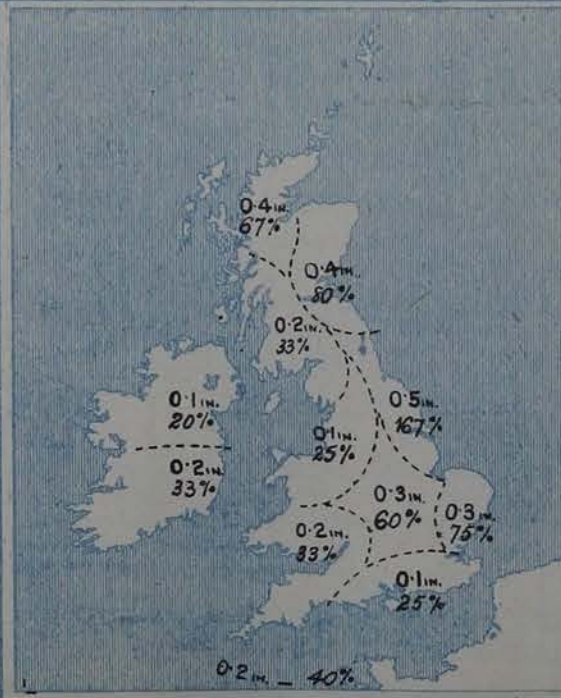 0·4 IN.
67%
0·4 IN.
80%
0·2 IN.
33%
0·1 IN.
20%
0·5 IN.
167%
0·1 IN.
25%
0·2 IN.
33%
0·3 IN.
60%
0·3 IN.
75%
0·2 IN.
33%
0·1 IN.
25%
0·2 IN. — 40%